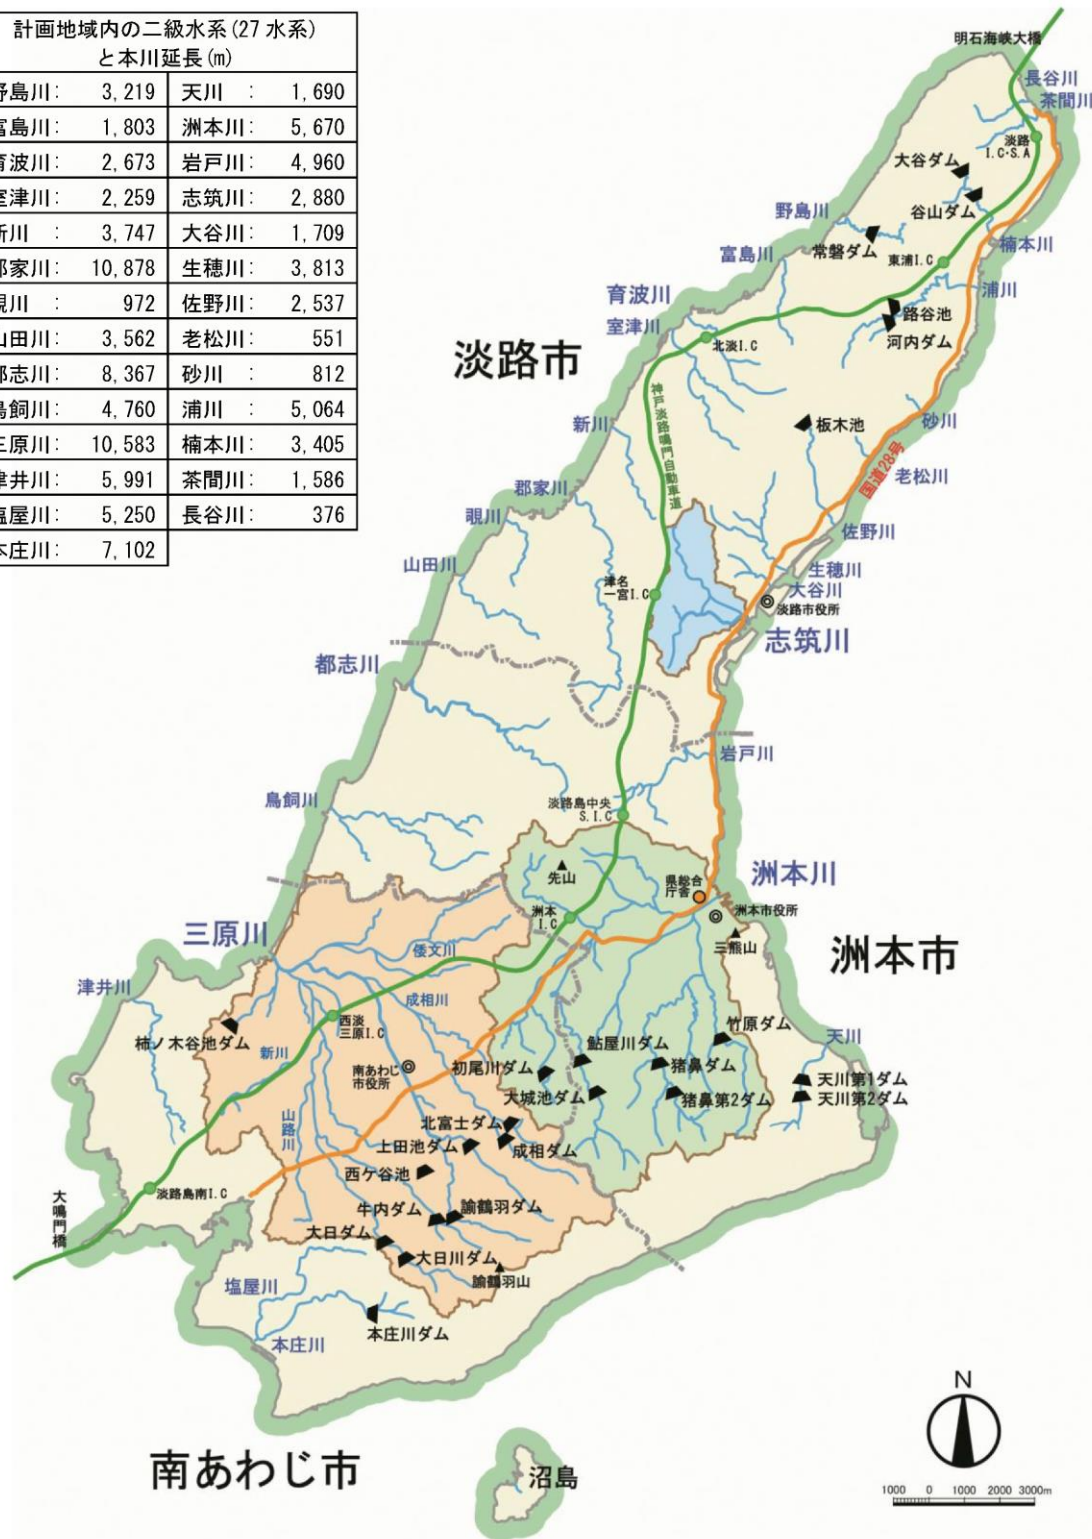 計画地域内の二級水系(27 水系)
と本川延長(m)
野島川: 3,219 天川 : 1,690
富島川: 1,803 洲本川: 5,670
育波川: 2,673 岩戸川: 4,960
室津川: 2,259 志筑川: 2,880
新川 : 3,747 大谷川: 1,709
郡家川: 10,878 生穂川: 3,813
覗川 : 972 佐野川: 2,537
山田川: 3,562 老松川: 551
都志川: 8,367 砂川 : 812
鳥飼川: 4,760 浦川 : 5,064
三原川: 10,583 楠本川: 3,405
津井川: 5,991 茶間川: 1,586
塩屋川: 5,250 長谷川: 376
本庄川: 7,102
明石海峡大橋
長谷川
茶間川
淡路
I.C・S.A
大谷ダム
谷山ダム
野島川
常磐ダム
楠本川
富島川
東浦I.C
浦川
育波川
路谷池
室津川
河内ダム
北淡I.C
淡路市
神戸淡路鳴門自動車道
新川
板木池
砂川
国道28号
老松川
郡家川
覗川
佐野川
山田川
生穂川
津名
一宮I.C
大谷川
淡路市役所
志筑川
都志川
岩戸川
鳥飼川
淡路島中央
S.I.C
先山
洲本川
県総合
庁舎
洲本
I.C
洲本市役所
三熊山
三原川
倭文川
洲本市
津井川
成相川
西淡
三原I.C
竹原ダム
天川
柿ノ木谷池ダム
新川
鮎屋川ダム
南あわじ
市役所
初尾川ダム
猪鼻ダム
天川第1ダム
大城池ダム
猪鼻第2ダム
天川第2ダム
山路川
北富士ダム
上田池ダム
成相ダム
西ケ谷池
大鳴門橋
淡路島南I.C
牛内ダム
諭鶴羽ダム
大日ダム
大日川ダム
諭鶴羽山
塩屋川
本庄川ダム
本庄川
N
南あわじ市
沼島
1000 0 1000 2000 3000m